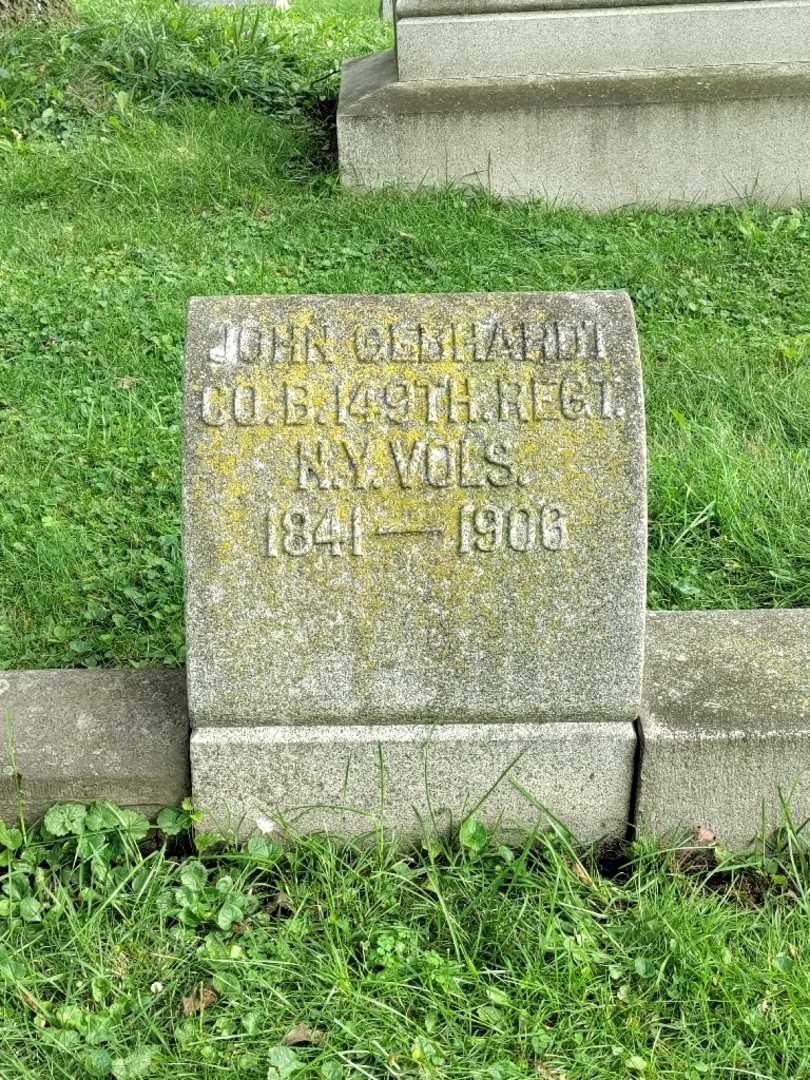 JOHN GEBHARDT
CO. B. 149TH. REGT.
N.Y. VOLS.
1841 — 1906